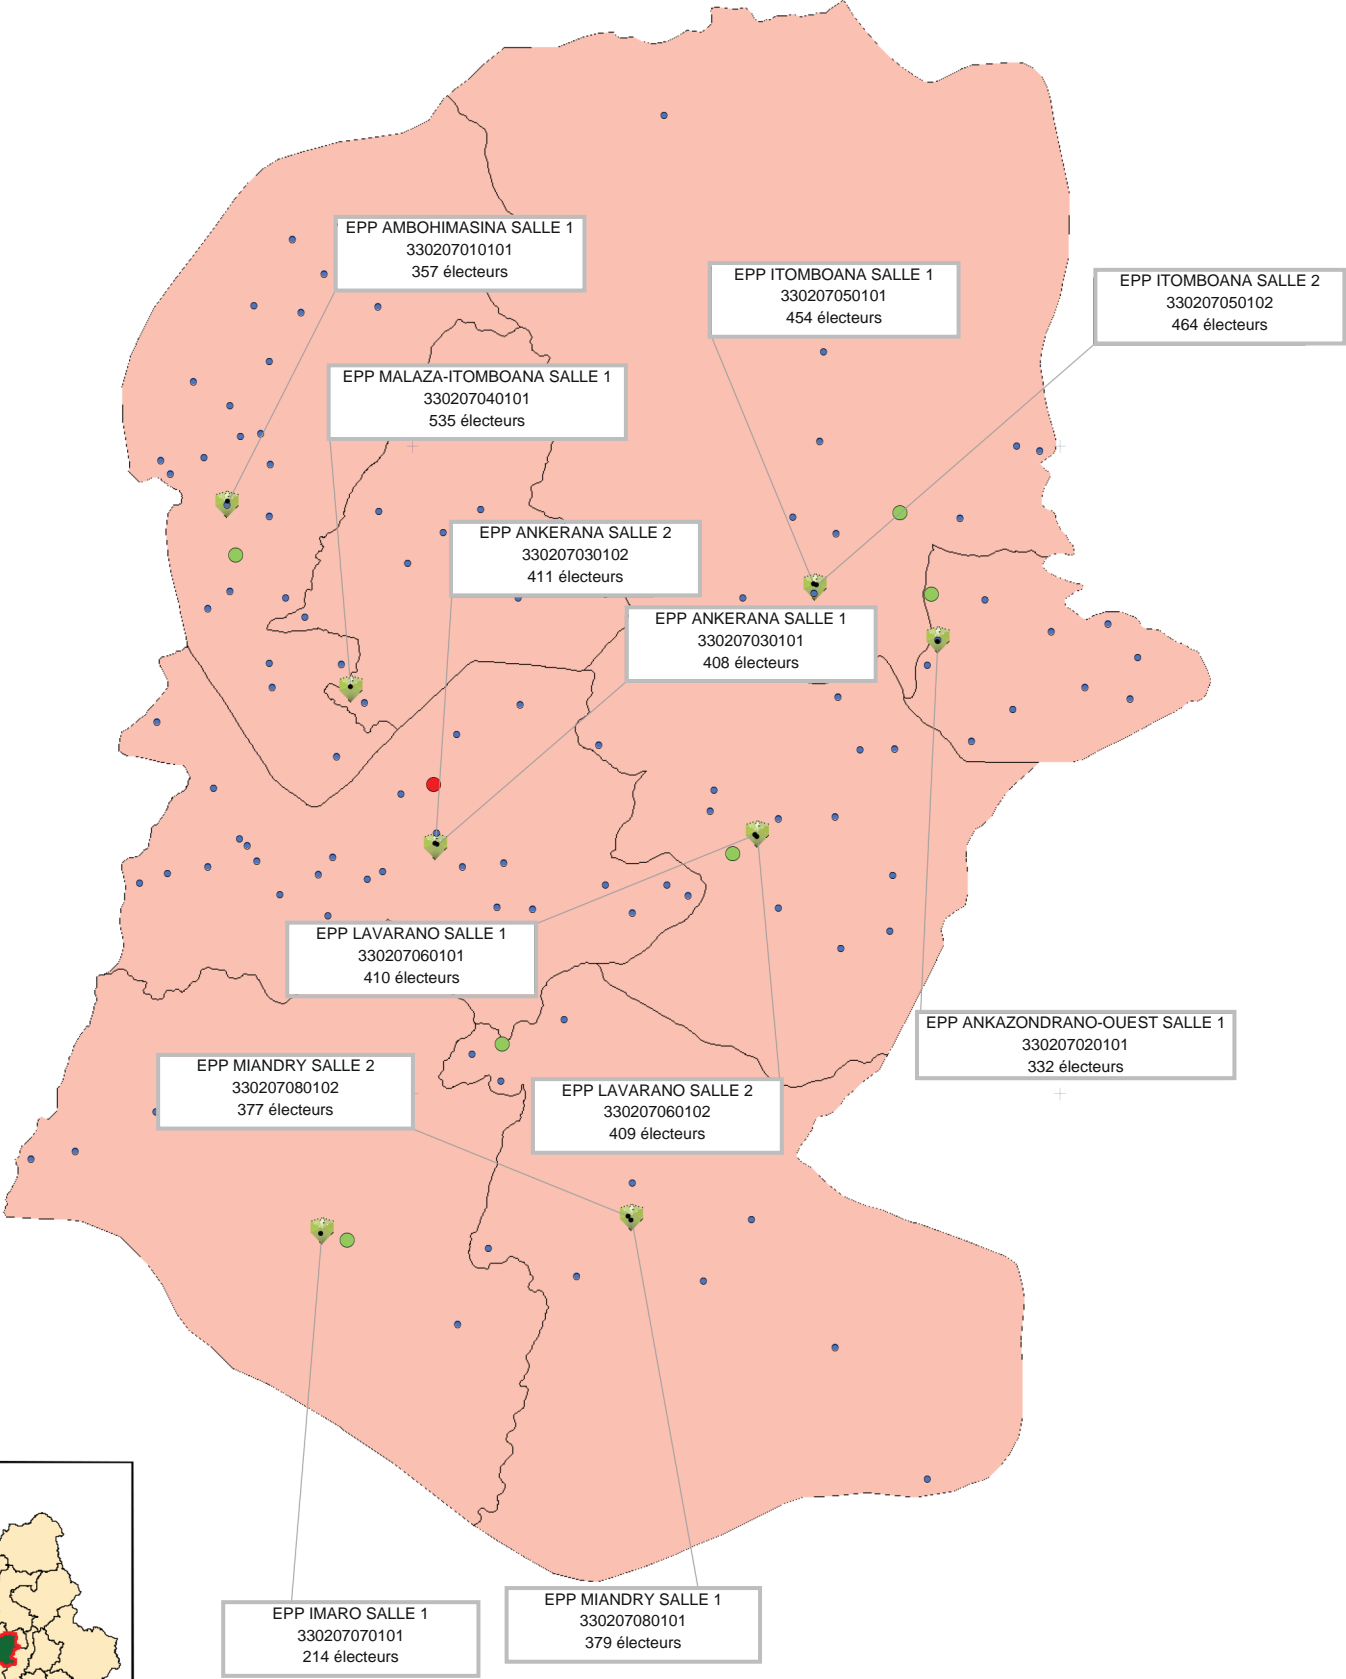 EPP AMBOHIMASINA SALLE 1
330207010101
357 électeurs
EPP ITOMBOANA SALLE 1
330207050101
454 électeurs
EPP ITOMBOANA SALLE 2
330207050102
464 électeurs
EPP MALAZA-ITOMBOANA SALLE 1
330207040101
535 électeurs
EPP ANKERANA SALLE 2
330207030102
411 électeurs
EPP ANKERANA SALLE 1
330207030101
408 électeurs
EPP LAVARANO SALLE 1
330207060101
410 électeurs
EPP ANKAZONDRANO-OUEST SALLE 1
330207020101
332 électeurs
EPP MIANDRY SALLE 2
330207080102
377 électeurs
EPP LAVARANO SALLE 2
330207060102
409 électeurs
EPP IMARO SALLE 1
330207070101
214 électeurs
EPP MIANDRY SALLE 1
330207080101
379 électeurs